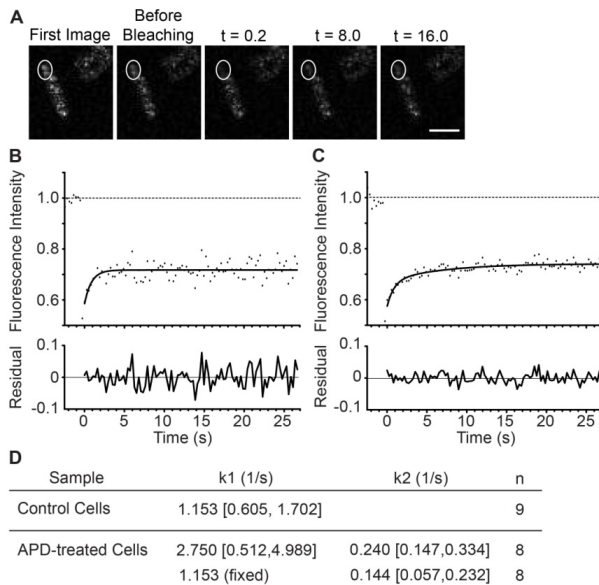 A
First Image
Before
Bleaching
t = 0.2
t = 8.0
t = 16.0
B
C
Fluorescence Intensity
1.0
0.8
0.6
Fluorescence Intensity
1.0
0.8
0.6
Residual
0.1
0
-0.1
0 5 10 15 20 25
Time (s)
Residual
0.1
0
-0.1
0 5 10 15 20 25
Time (s)
D
Sample k1 (1/s) k2 (1/s) n
Control Cells 1.153 [0.605, 1.702] 9
APD-treated Cells 2.750 [0.512,4.989] 0.240 [0.147,0.334] 8
1.153 (fixed) 0.144 [0.057,0.232] 8